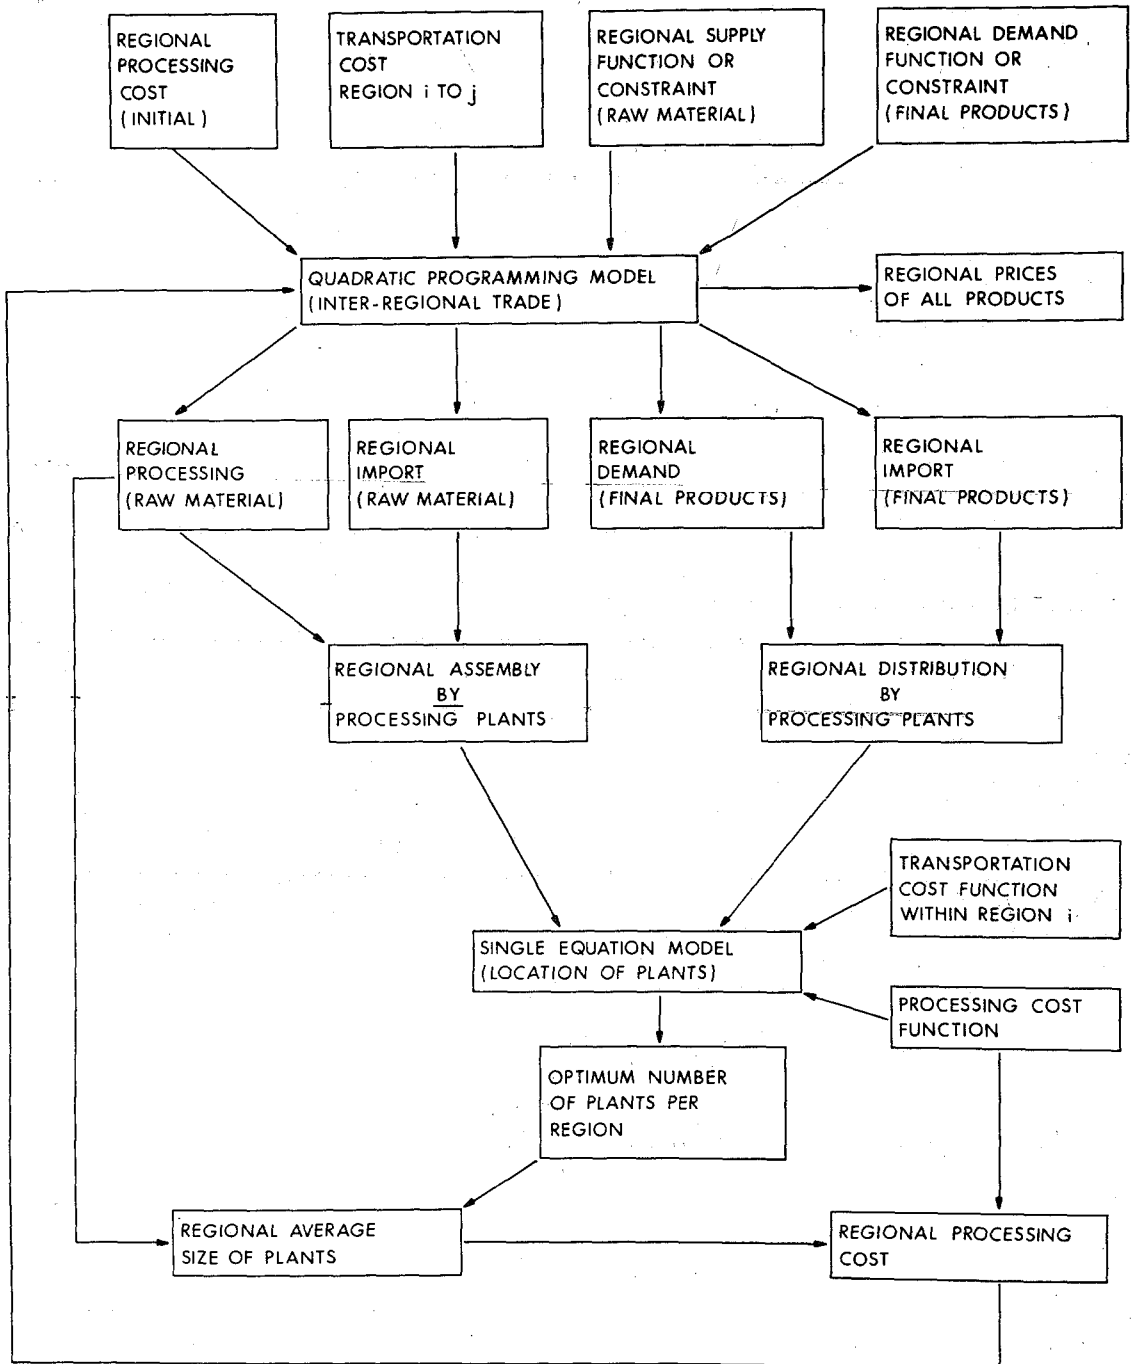 REGIONAL
PROCESSING
COST
(INITIAL)
TRANSPORTATION
COST
REGION i TO j
REGIONAL SUPPLY
FUNCTION OR
CONSTRAINT
(RAW MATERIAL)
REGIONAL DEMAND
FUNCTION OR
CONSTRAINT
(FINAL PRODUCTS)
QUADRATIC PROGRAMMING MODEL
(INTER-REGIONAL TRADE)
REGIONAL PRICES
OF ALL PRODUCTS
REGIONAL
PROCESSING
(RAW MATERIAL)
REGIONAL
IMPORT
(RAW MATERIAL)
REGIONAL
DEMAND
(FINAL PRODUCTS)
REGIONAL
IMPORT
(FINAL PRODUCTS)
REGIONAL ASSEMBLY
BY
PROCESSING PLANTS
REGIONAL DISTRIBUTION
BY
PROCESSING PLANTS
TRANSPORTATION
COST FUNCTION
WITHIN REGION i
SINGLE EQUATION MODEL
(LOCATION OF PLANTS)
PROCESSING COST
FUNCTION
OPTIMUM NUMBER
OF PLANTS PER
REGION
REGIONAL AVERAGE
SIZE OF PLANTS
REGIONAL PROCESSING
COST